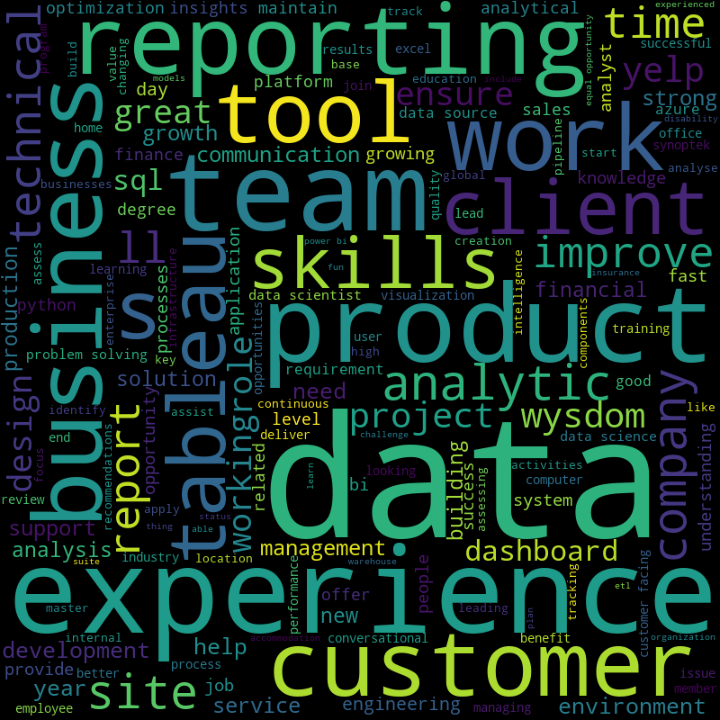 optimization
insights
maintain
analytical
track
experienced
program
reporting
time
build
value
changing
results
base
excel
education
join
include
models
equal opportunity
successful
analyst
yelp
technical
business
day
great
growth
platform
tool
ensure
data source
sales
work
strong
azure
disability
office
home
finance
communication
growing
pipeline
start
synoptek
analyse
businesses
sql
degree
team
quality
global
knowledge
client
lead
ll
power bi
fun
creation
improve
assess
learning
infrastructure
skills
insurance
intelligence
fast
production
python
enterprise
s
processes
application
data scientist
visualization
financial
tableau
product
opportunities
user
high
components
training
problem solving
key
requirement
good
solution
need
analytic
design
identify
assist
working
continuous
level
project
wysdom
company
like
end
focus
report
opportunity
deliver
challenge
data science
understanding
recommendations
related
data
looking
building
success
assessing
activities
computer
review
apply
bi
learn
system
support
thing
status
able
role
analysis
industry
location
management
dashboard
suite
warehouse
experience
performance
people
tracking
etl
customer facing
master
offer
new
leading
plan
benefit
organization
internal
accommodation
conversational
development
help
customer
process
better
provide
site
job
issue
member
year
service
engineering
managing
environment
employee